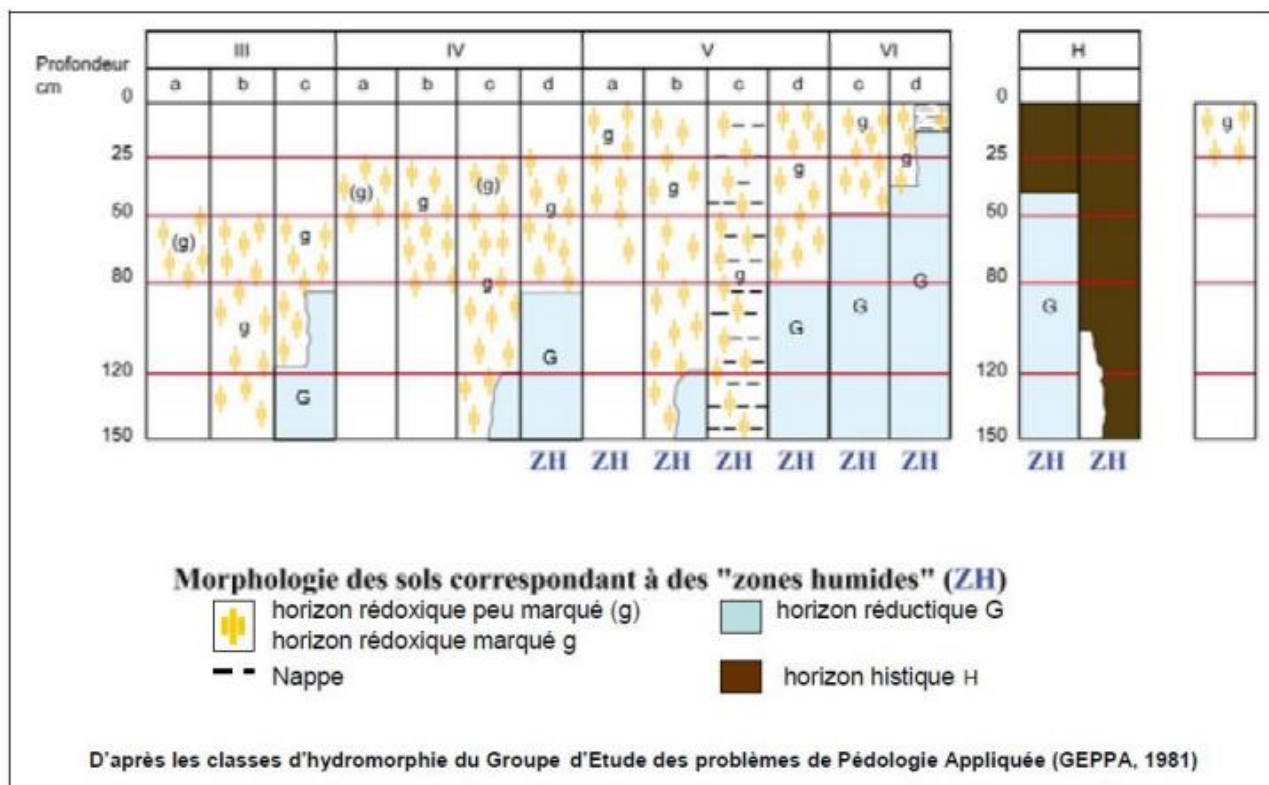 III IV V VI H
Profondeur
cm
a b c a b c d a b c d c d
0 0
g g g g g g
25 25
(g) g (g) g g g g
50 50
(g) g g
80 80
g g g G G G G
120 120
G G
150 150
ZH ZH ZH ZH ZH ZH ZH ZH ZH
Morphologie des sols correspondant à des "zones humides" (ZH)
horizon rédoxique peu marqué (g) horizon réductique G
horizon rédoxique marqué g
Nappe horizon histique H
D'après les classes d'hydromorphie du Groupe d'Etude des problèmes de Pédologie Appliquée (GEPPA, 1981)